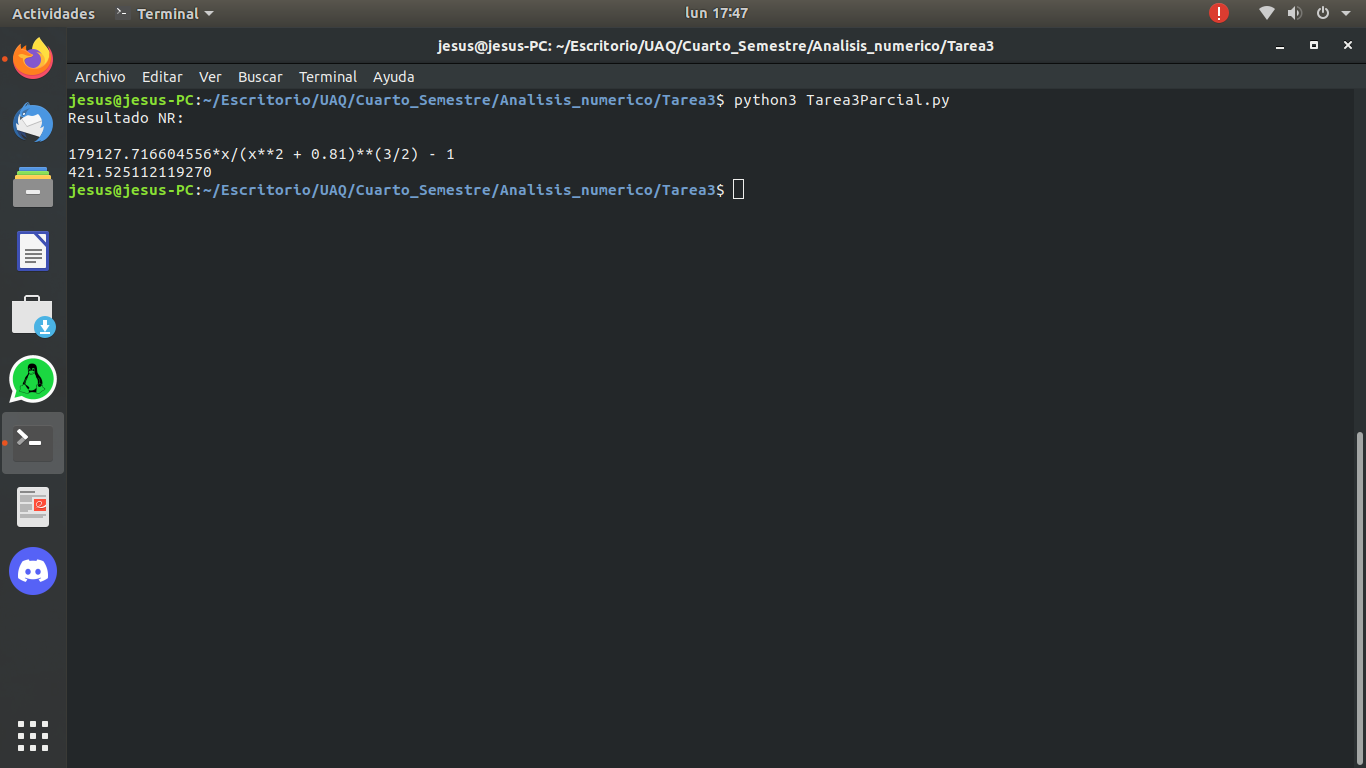 Actividades Terminal lun 17:47
jesus@jesus-PC: ~/Escritorio/UAQ/Cuarto_Semestre/Analisis_numerico/Tarea3
Archivo Editar Ver Buscar Terminal Ayuda
jesus@jesus-PC:~/Escritorio/UAQ/Cuarto_Semestre/Analisis_numerico/Tarea3$ python3 Tarea3Parcial.py
Resultado NR:
179127.716604556*x/(x**2 + 0.81)**(3/2) - 1
421.525112119270
jesus@jesus-PC:~/Escritorio/UAQ/Cuarto_Semestre/Analisis_numerico/Tarea3$